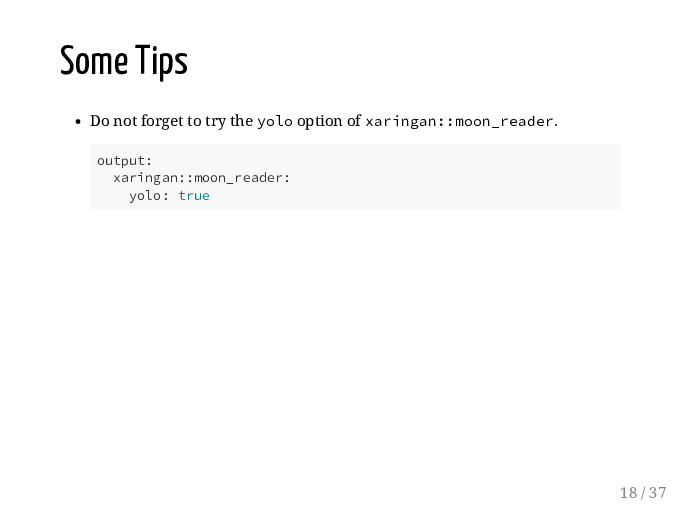 Some Tips
• Do not forget to try the yolo option of xaringan::moon_reader.
output:
  xaringan::moon_reader:
    yolo: true
18 / 37